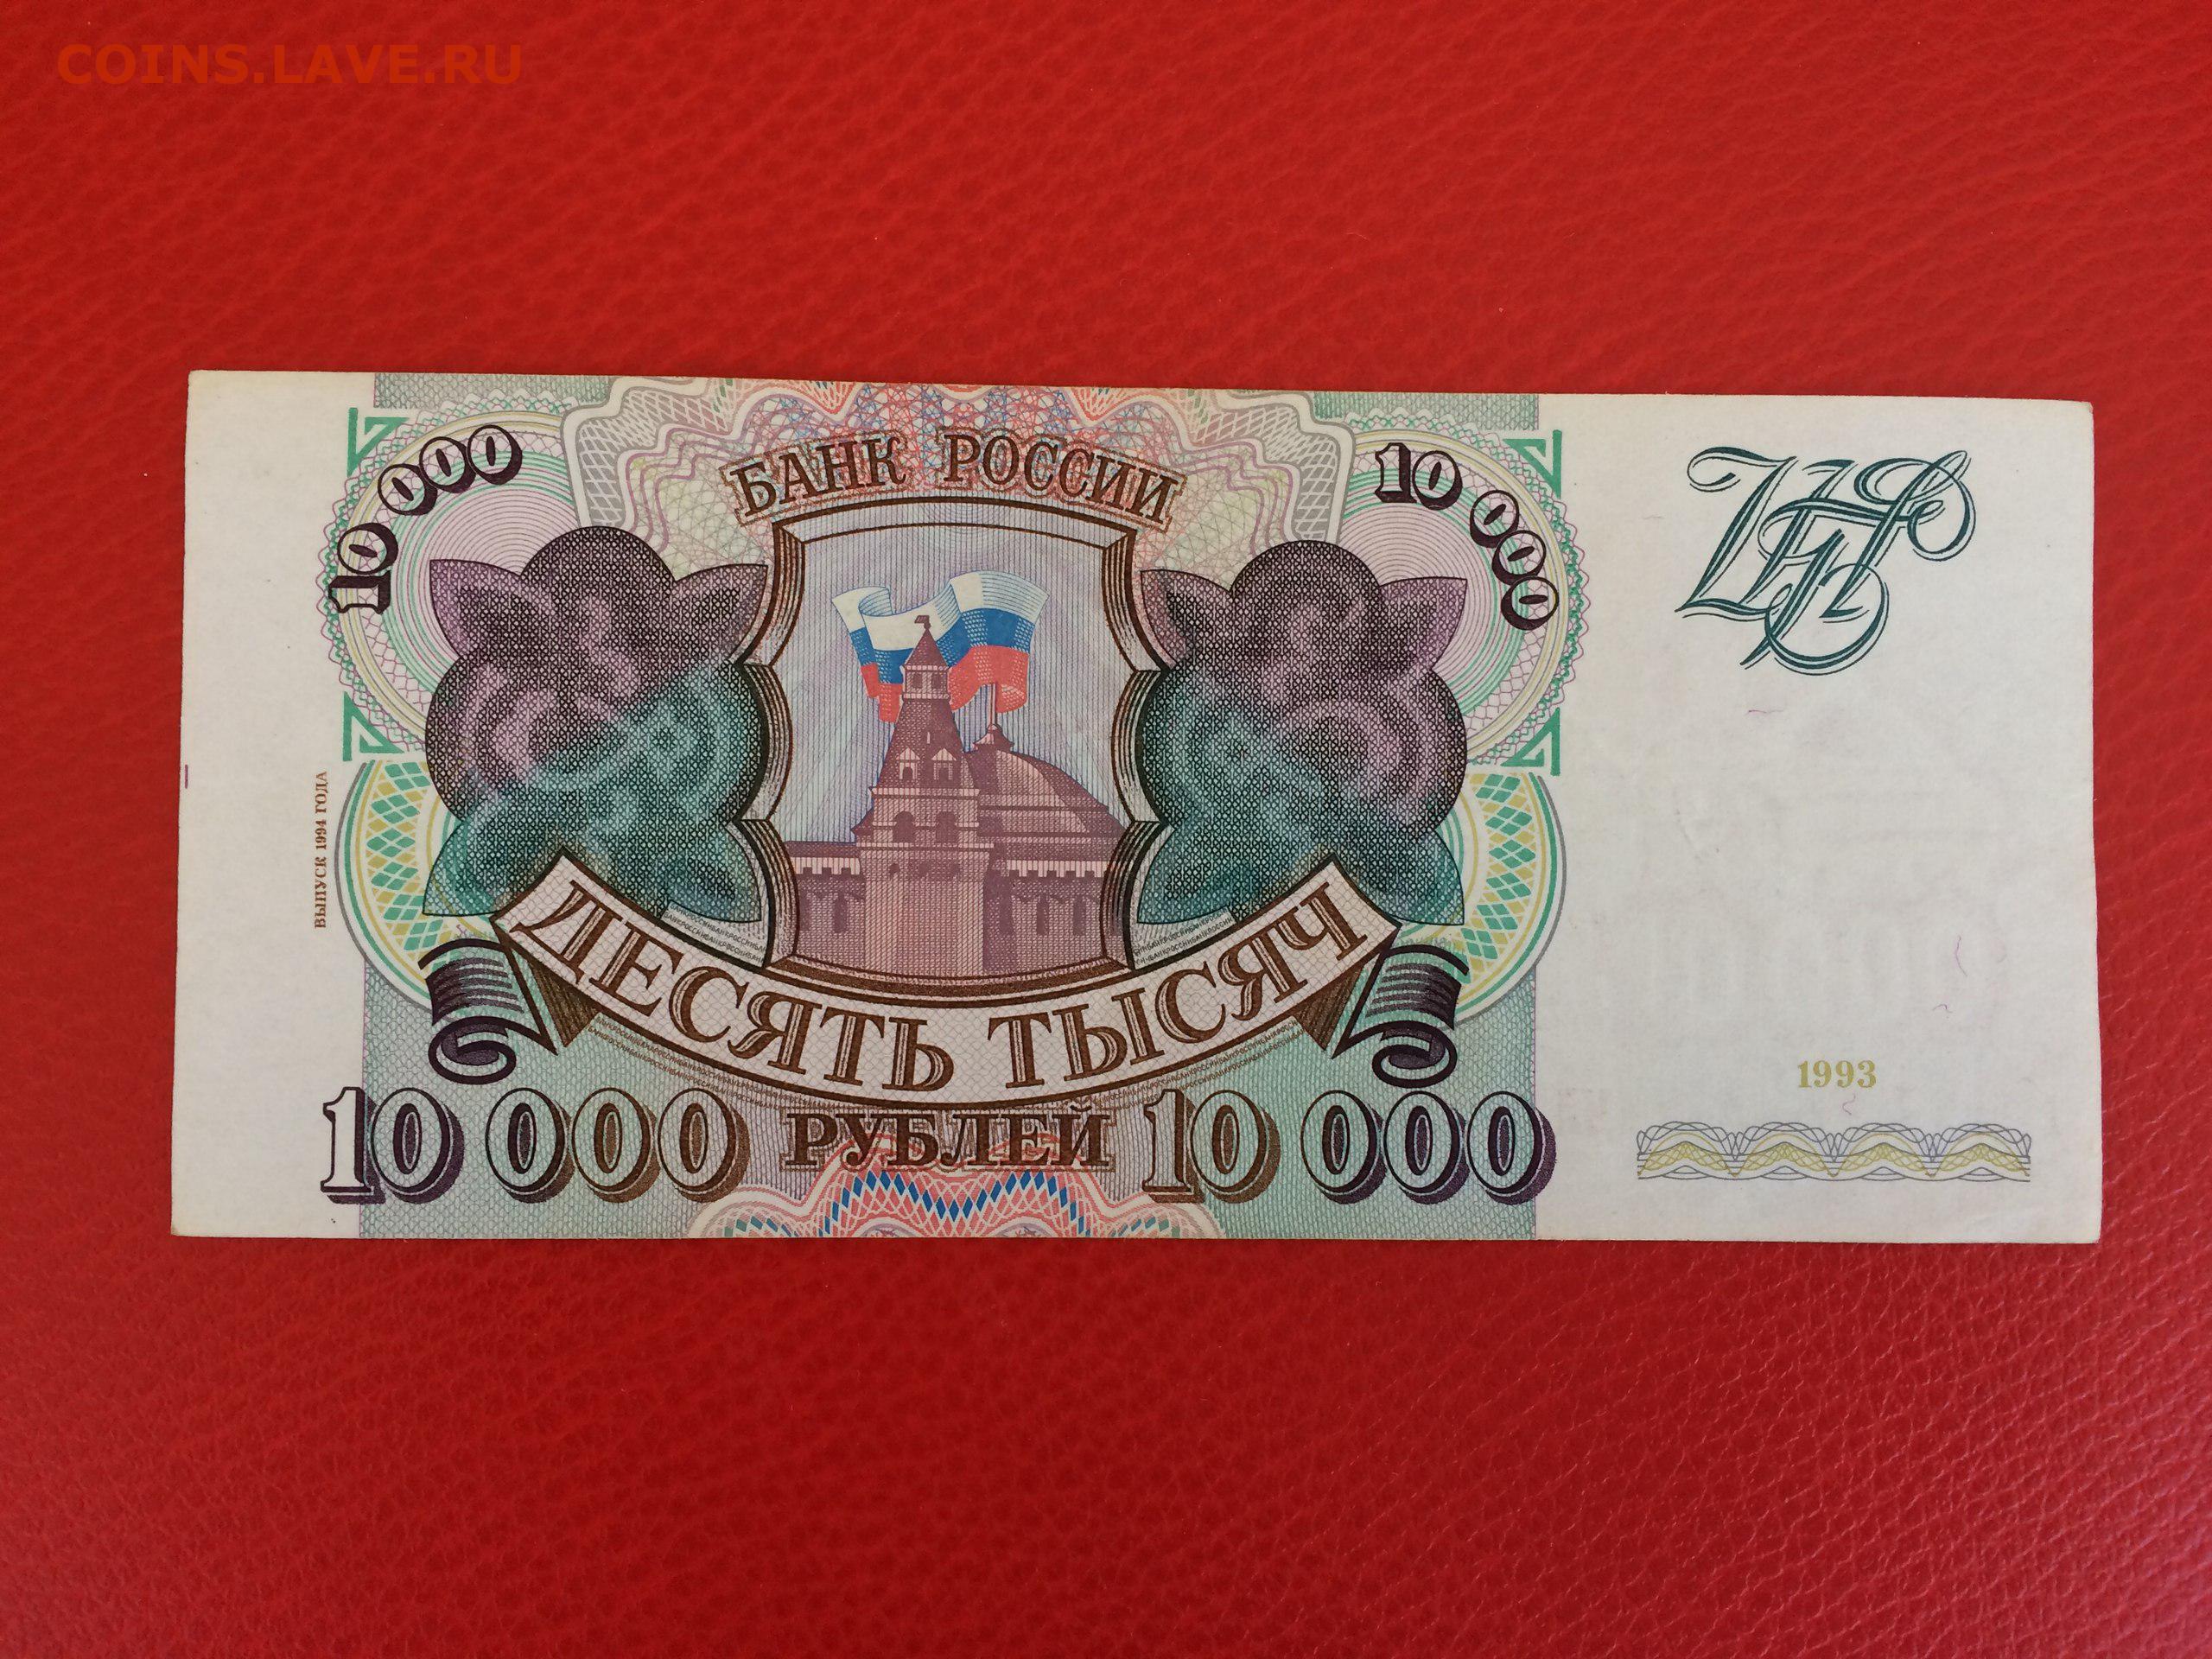 COINS.LAVE.RU
10 000
БАНК РОССИИ
10 000
ВЫПУСК 1994 ГОДА
ДЕСЯТЬ ТЫСЯЧ
10 000 РУБЛЕЙ 10 000
1993